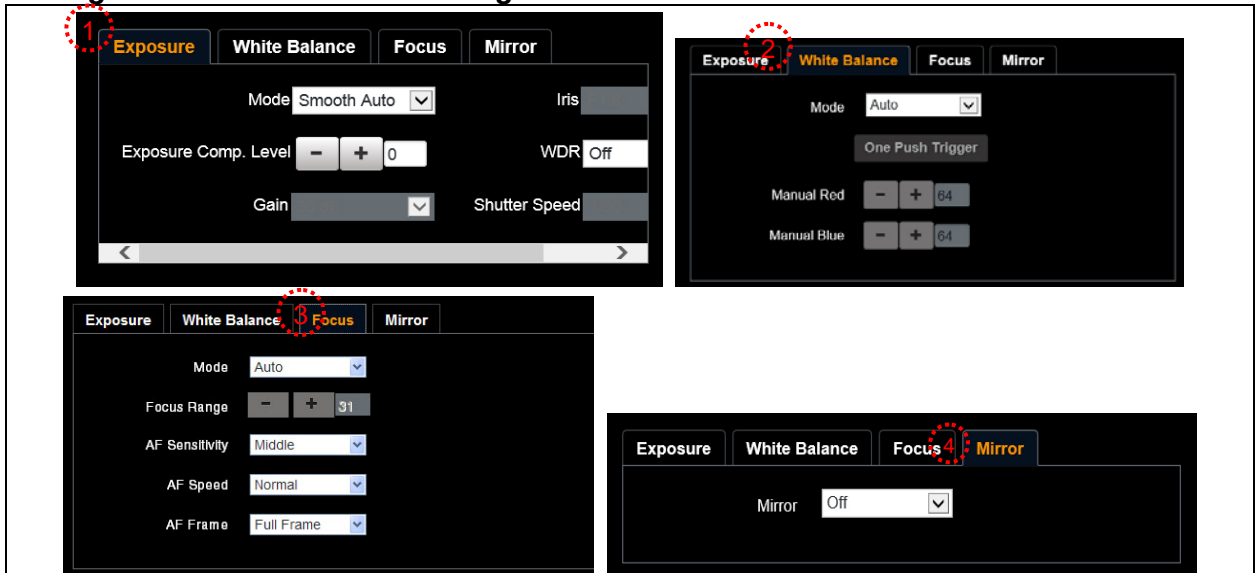 1
Exposure White Balance Focus Mirror
Mode Smooth Auto Iris
Exposure Comp. Level - + 0 WDR Off
Gain Shutter Speed
2
Exposure White Balance Focus Mirror
Mode Auto
One Push Trigger
Manual Red - + 64
Manual Blue - + 64
3
Exposure White Balance Focus Mirror
Mode Auto
Focus Range - + 31
AF Sensitivity Middle
AF Speed Normal
AF Frame Full Frame
4
Exposure White Balance Focus Mirror
Mirror Off